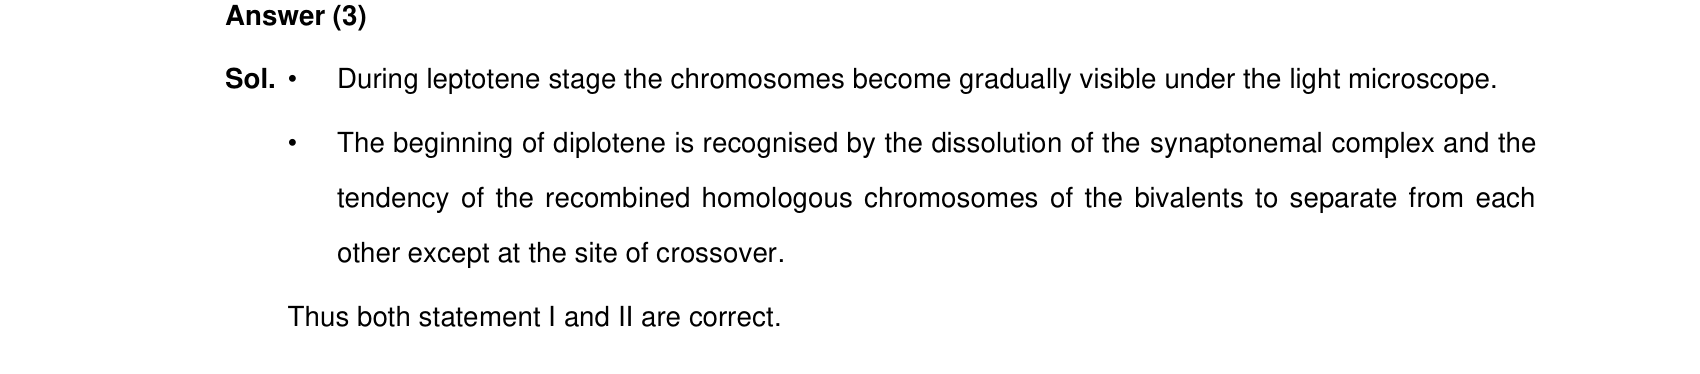 Answer (3)
Sol. • During leptotene stage the chromosomes become gradually visible under the light microscope.
• The beginning of diplotene is recognised by the dissolution of the synaptonemal complex and the
tendency of the recombined homologous chromosomes of the bivalents to separate from each
other except at the site of crossover.
Thus both statement I and II are correct.